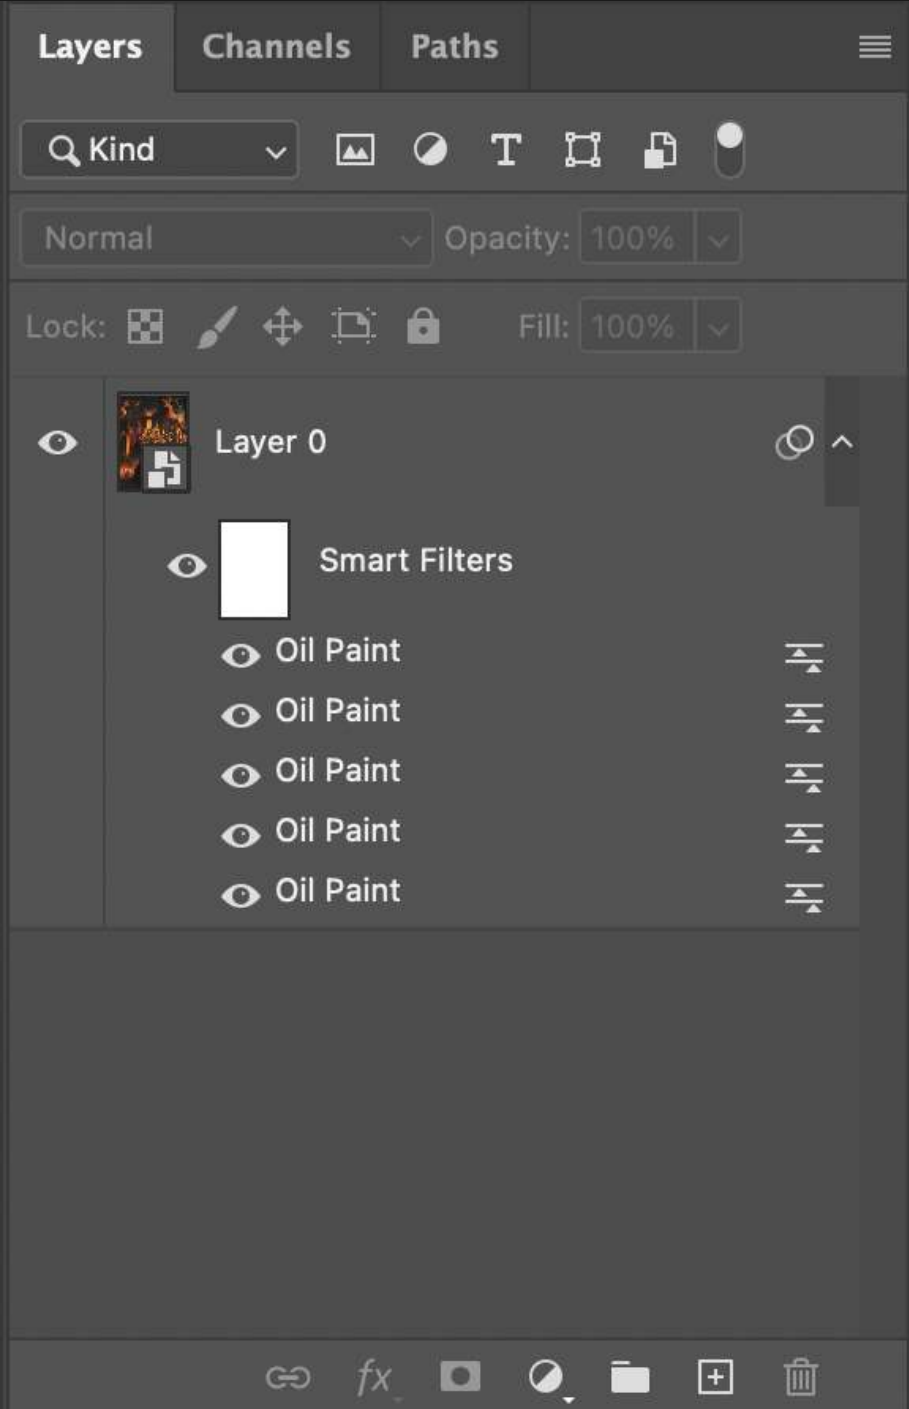 Layers Channels Paths
Kind T
Normal Opacity: 100%
Lock: Fill: 100%
Layer 0
Smart Filters
Oil Paint
Oil Paint
Oil Paint
Oil Paint
Oil Paint
fx